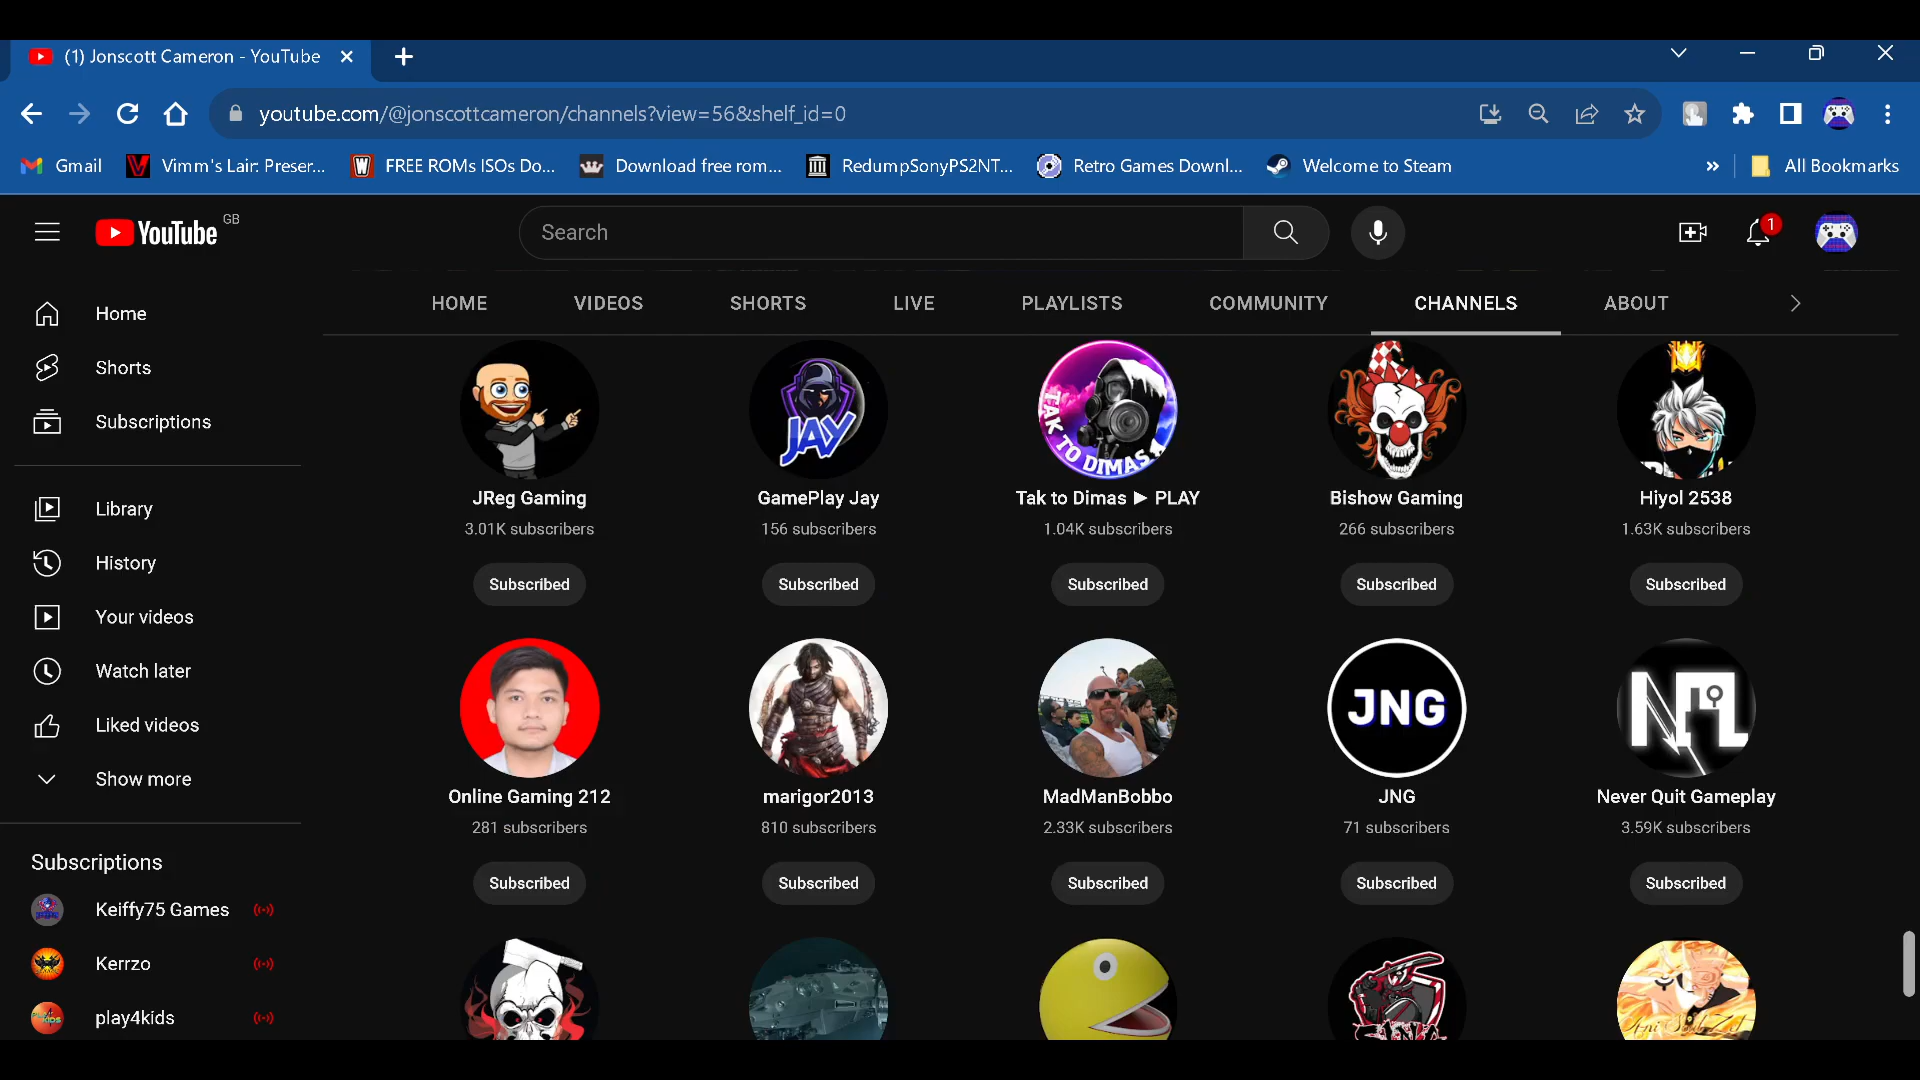 (1) Jonscott Cameron - YouTube
youtube.com/@jonscottcameron/channels?view=56&shelf_id=0
Gmail
Vimm's Lair: Preser...
FREE ROMs ISOs Do...
Download free rom...
RedumpSonyPS2NT...
Retro Games Downl...
Welcome to Steam
All Bookmarks
YouTube GB
Search
1
HOME
VIDEOS
SHORTS
LIVE
PLAYLISTS
COMMUNITY
CHANNELS
ABOUT
Home
Shorts
Subscriptions
Library
History
Your videos
Watch later
Liked videos
Show more
Subscriptions
Keiffy75 Games
Kerrzo
play4kids
JAY
TAK TO DIMAS
JReg Gaming
GamePlay Jay
Tak to Dimas ► PLAY
Bishow Gaming
Hiyol 2538
3.01K subscribers
156 subscribers
1.04K subscribers
266 subscribers
1.63K subscribers
Subscribed
Subscribed
Subscribed
Subscribed
Subscribed
JNG
Online Gaming 212
marigor2013
MadManBobbo
JNG
Never Quit Gameplay
281 subscribers
810 subscribers
2.33K subscribers
71 subscribers
3.59K subscribers
Subscribed
Subscribed
Subscribed
Subscribed
Subscribed